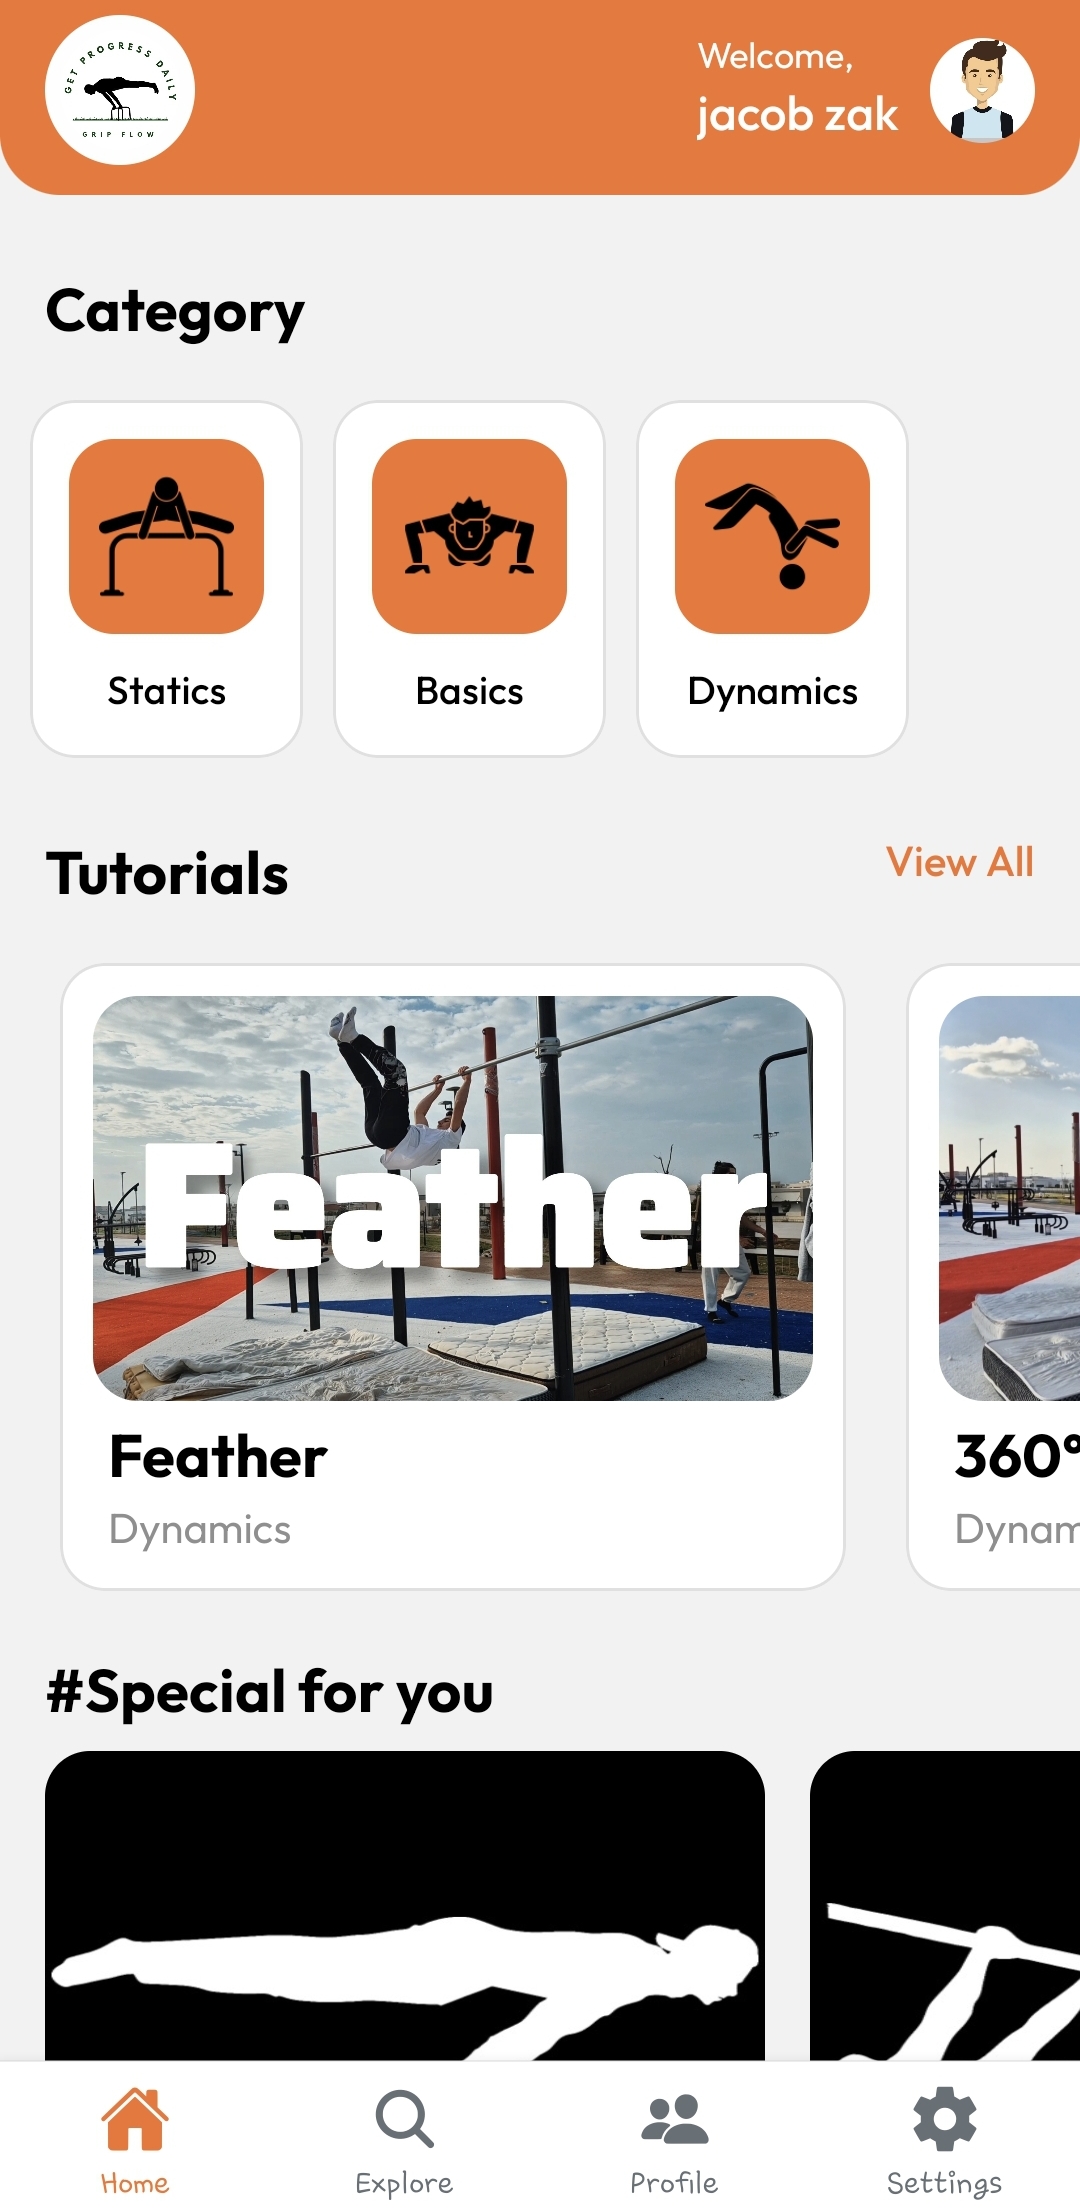 GET PROGRESS DAILY
GRIP FLOW
Welcome,
jacob zak
Category
Statics
Basics
Dynamics
Tutorials
View All
Feather
Feather
Dynamics
360°
#Special for you
Home
Explore
Profile
Settings